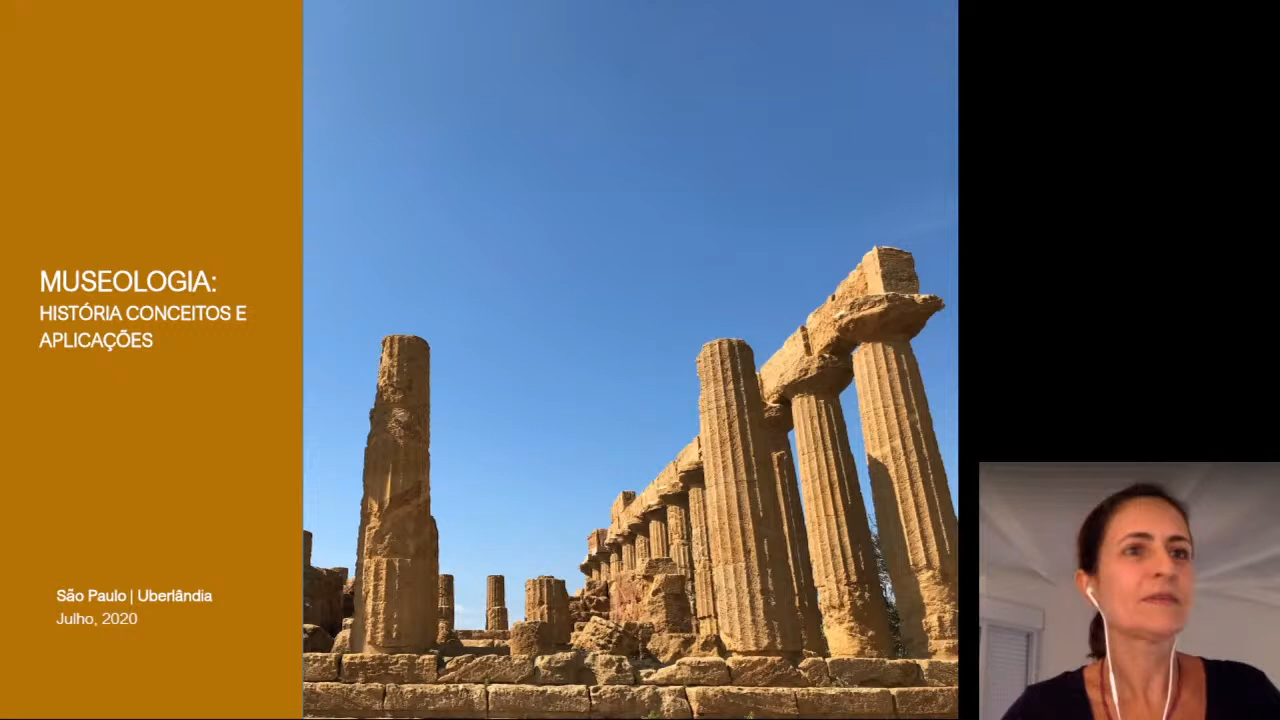 MUSEOLOGIA:
HISTÓRIA CONCEITOS E
APLICAÇÕES
São Paulo | Uberlândia
Julho, 2020